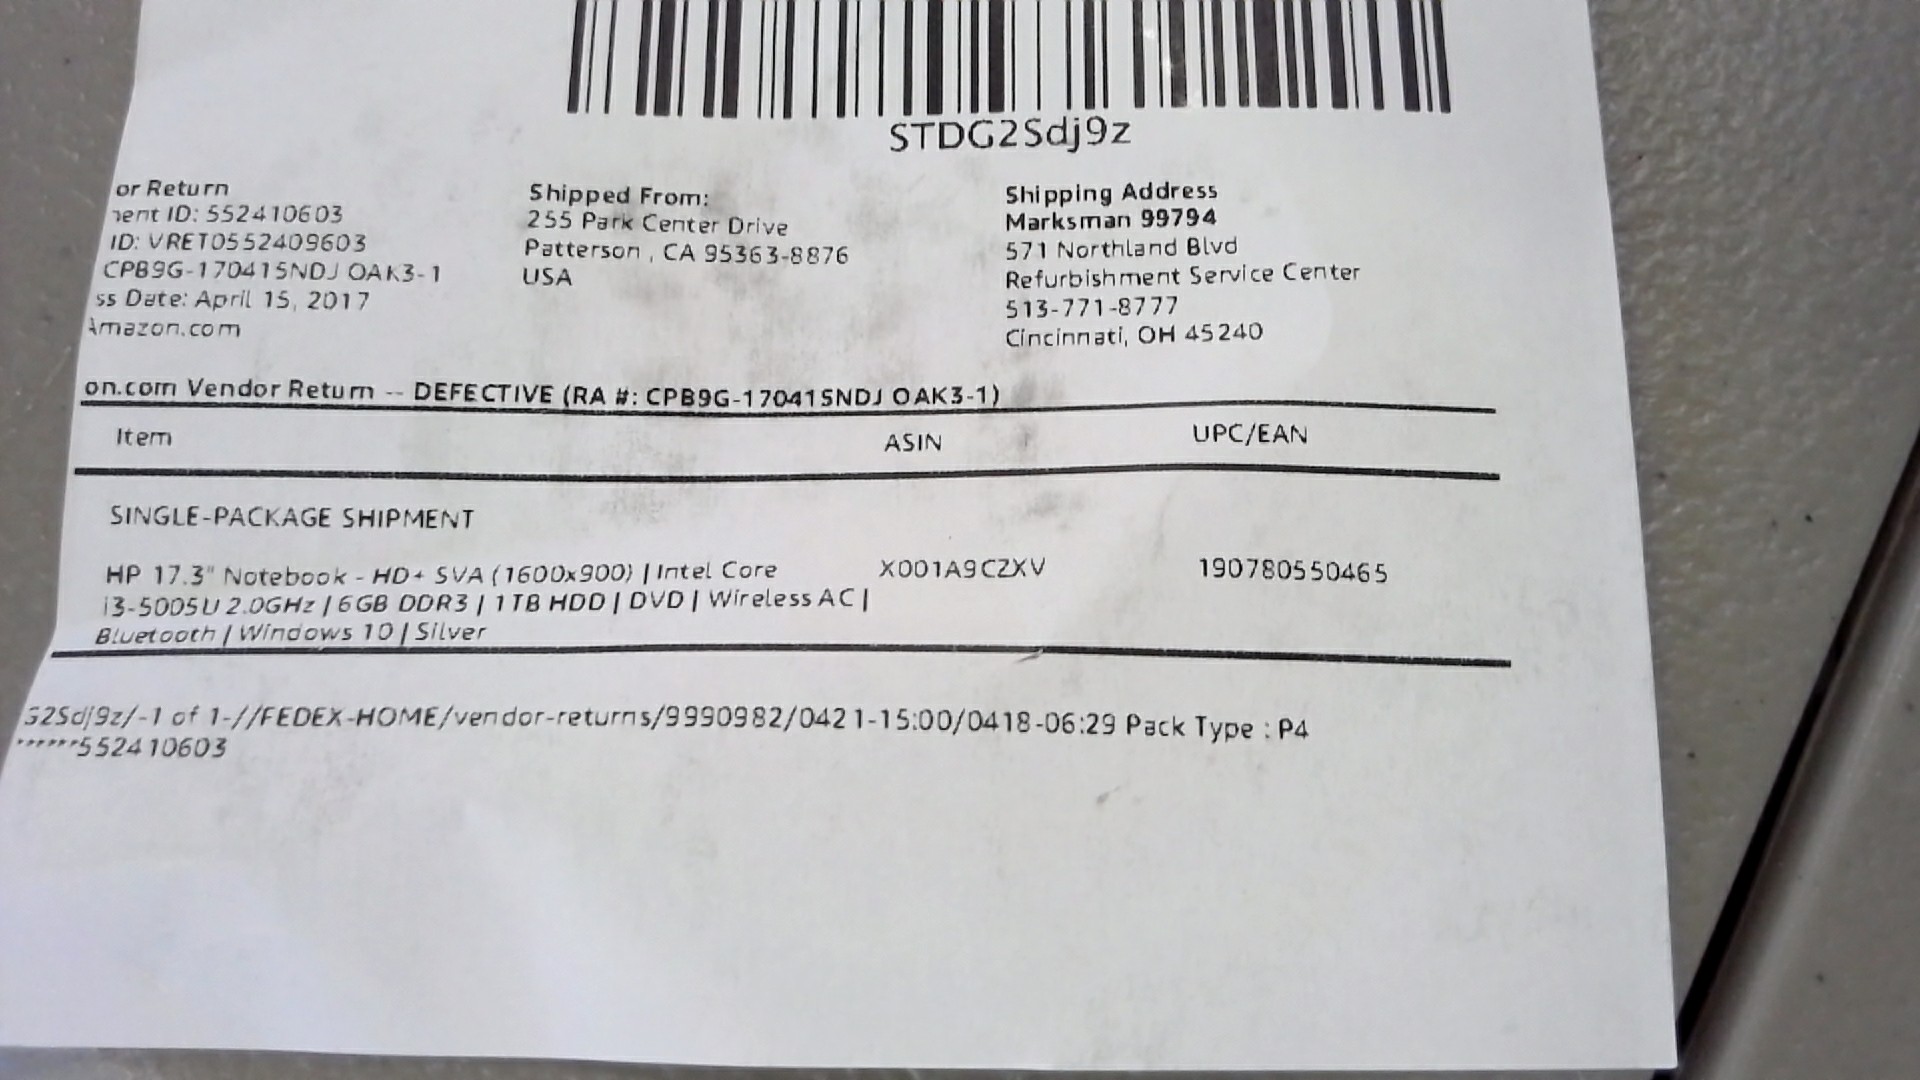 STDG2Sdj9z
or Return
nent ID: 552410603
ID: VRET0552409603
CPB9G-170415NDJ OAK3-1
ss Date: April 15, 2017
Amazon.com
Shipped From:
255 Park Center Drive
Patterson , CA 95363-8876
USA
Shipping Address
Marksman 99794
571 Northland Blvd
Refurbishment Service Center
513-771-8777
Cincinnati, OH 45240
on.com Vendor Return -- DEFECTIVE (RA #: CPB9G-170415NDJ OAK3-1)
Item ASIN UPC/EAN
SINGLE-PACKAGE SHIPMENT
HP 17.3" Notebook - HD+ SVA (1600x900) | Intel Core X001A9CZXV 190780550465
i3-5005U 2.0GHz | 6GB DDR3 | 1TB HDD | DVD | Wireless AC |
Bluetooth | Windows 10 | Silver
G2Sdj9z/-1 of 1-//FEDEX-HOME/vendor-returns/9990982/0421-15:00/0418-06:29 Pack Type : P4
******552410603